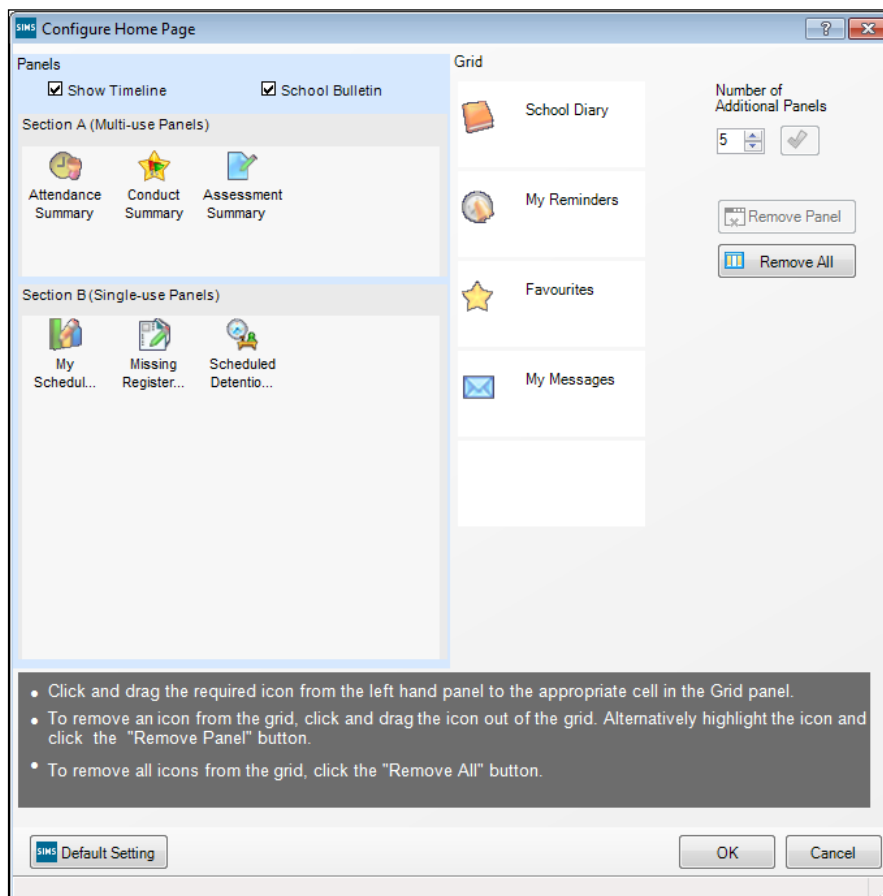 SIMS Configure Home Page
?
Panels
Show Timeline
School Bulletin
Section A (Multi-use Panels)
Attendance
Summary
Conduct
Summary
Assessment
Summary
Section B (Single-use Panels)
My
Schedul...
Missing
Register...
Scheduled
Detentio...
Grid
School Diary
My Reminders
Favourites
My Messages
Number of
Additional Panels
5
Remove Panel
Remove All
• Click and drag the required icon from the left hand panel to the appropriate cell in the Grid panel.
• To remove an icon from the grid, click and drag the icon out of the grid. Alternatively highlight the icon and
click the "Remove Panel" button.
• To remove all icons from the grid, click the "Remove All" button.
SIMS Default Setting
OK
Cancel